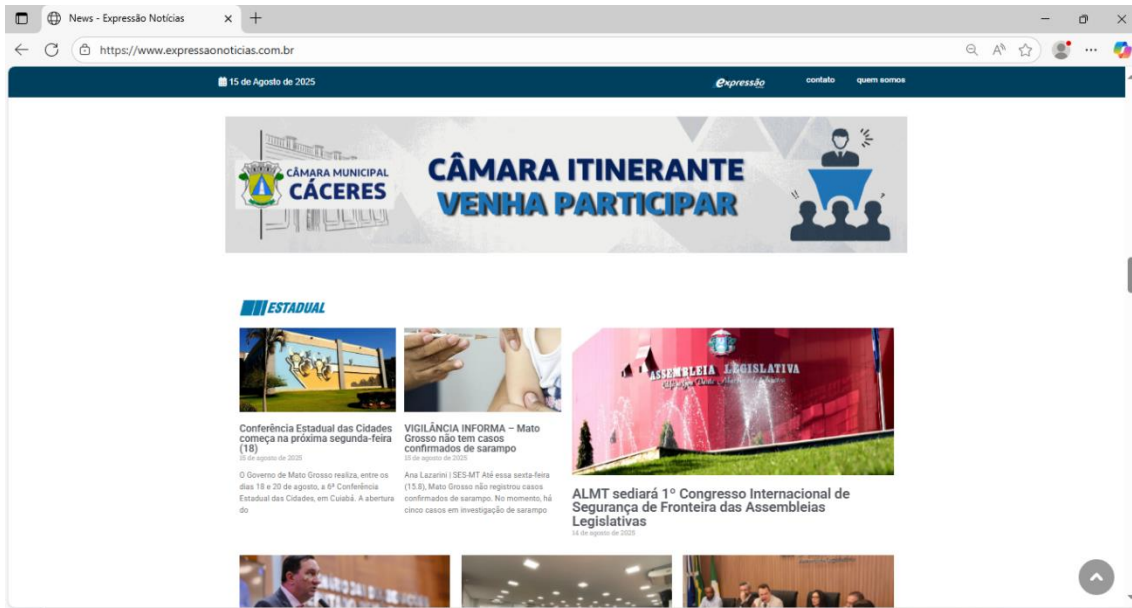 News - Expressão Notícias
https://www.expressaonoticias.com.br
15 de Agosto de 2025
expressão
contato
quem somos
CÂMARA MUNICIPAL
CÁCERES
CÂMARA ITINERANTE
VENHA PARTICIPAR
ESTADUAL
Conferência Estadual das Cidades
começa na próxima segunda-feira
(18)
15 de agosto de 2025
O Governo de Mato Grosso realiza, entre os
dias 18 e 20 de agosto, a 6ª Conferência
Estadual das Cidades, em Cuiabá. A abertura
do
VIGILÂNCIA INFORMA – Mato
Grosso não tem casos
confirmados de sarampo
15 de agosto de 2025
Ana Lazarini | SES-MT Até essa sexta-feira
(15.8), Mato Grosso não registrou casos
confirmados de sarampo. No momento, há
cinco casos em investigação de sarampo
ASSEMBLEIA LEGISLATIVA
ALMT sediará 1º Congresso Internacional de
Segurança de Fronteira das Assembleias
Legislativas
14 de agosto de 2025